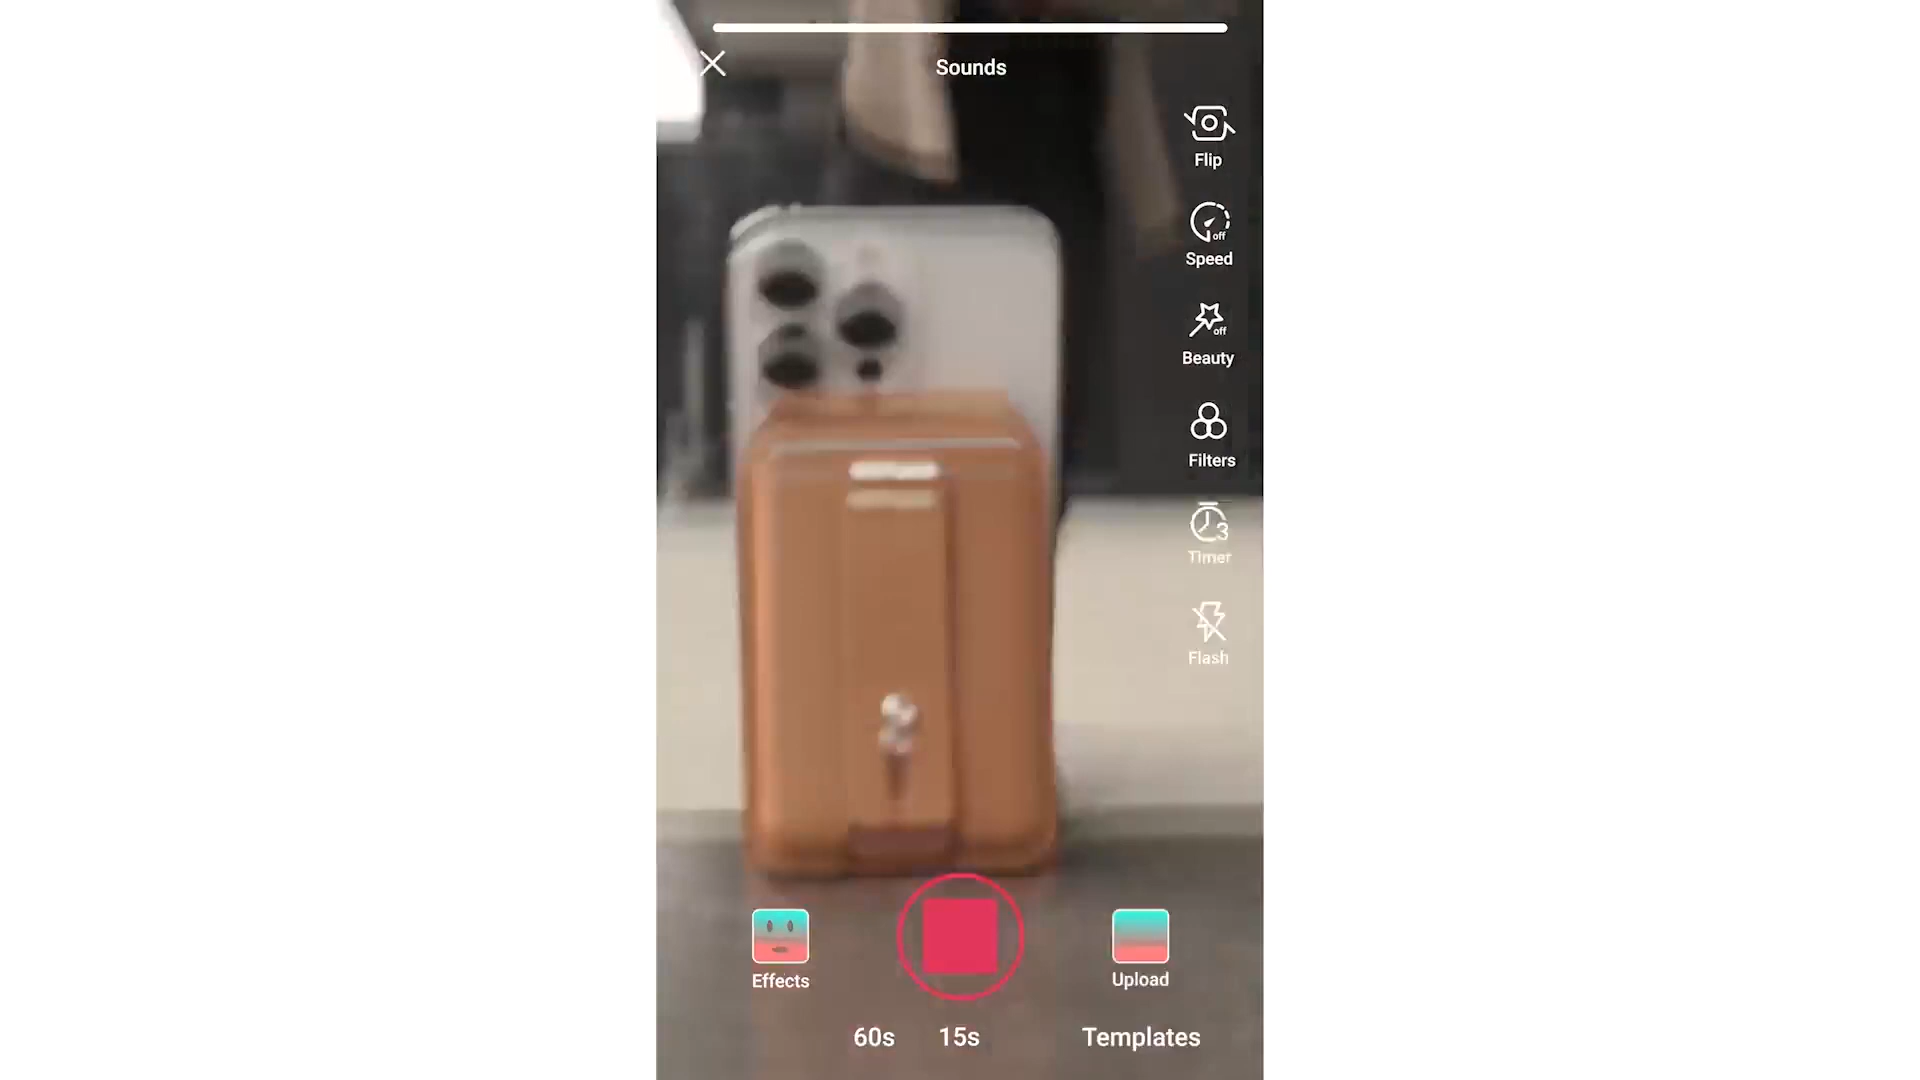 Sounds
Flip
off
Speed
off
Beauty
Filters
3
Timer
Flash
Effects
Upload
60s
15s
Templates